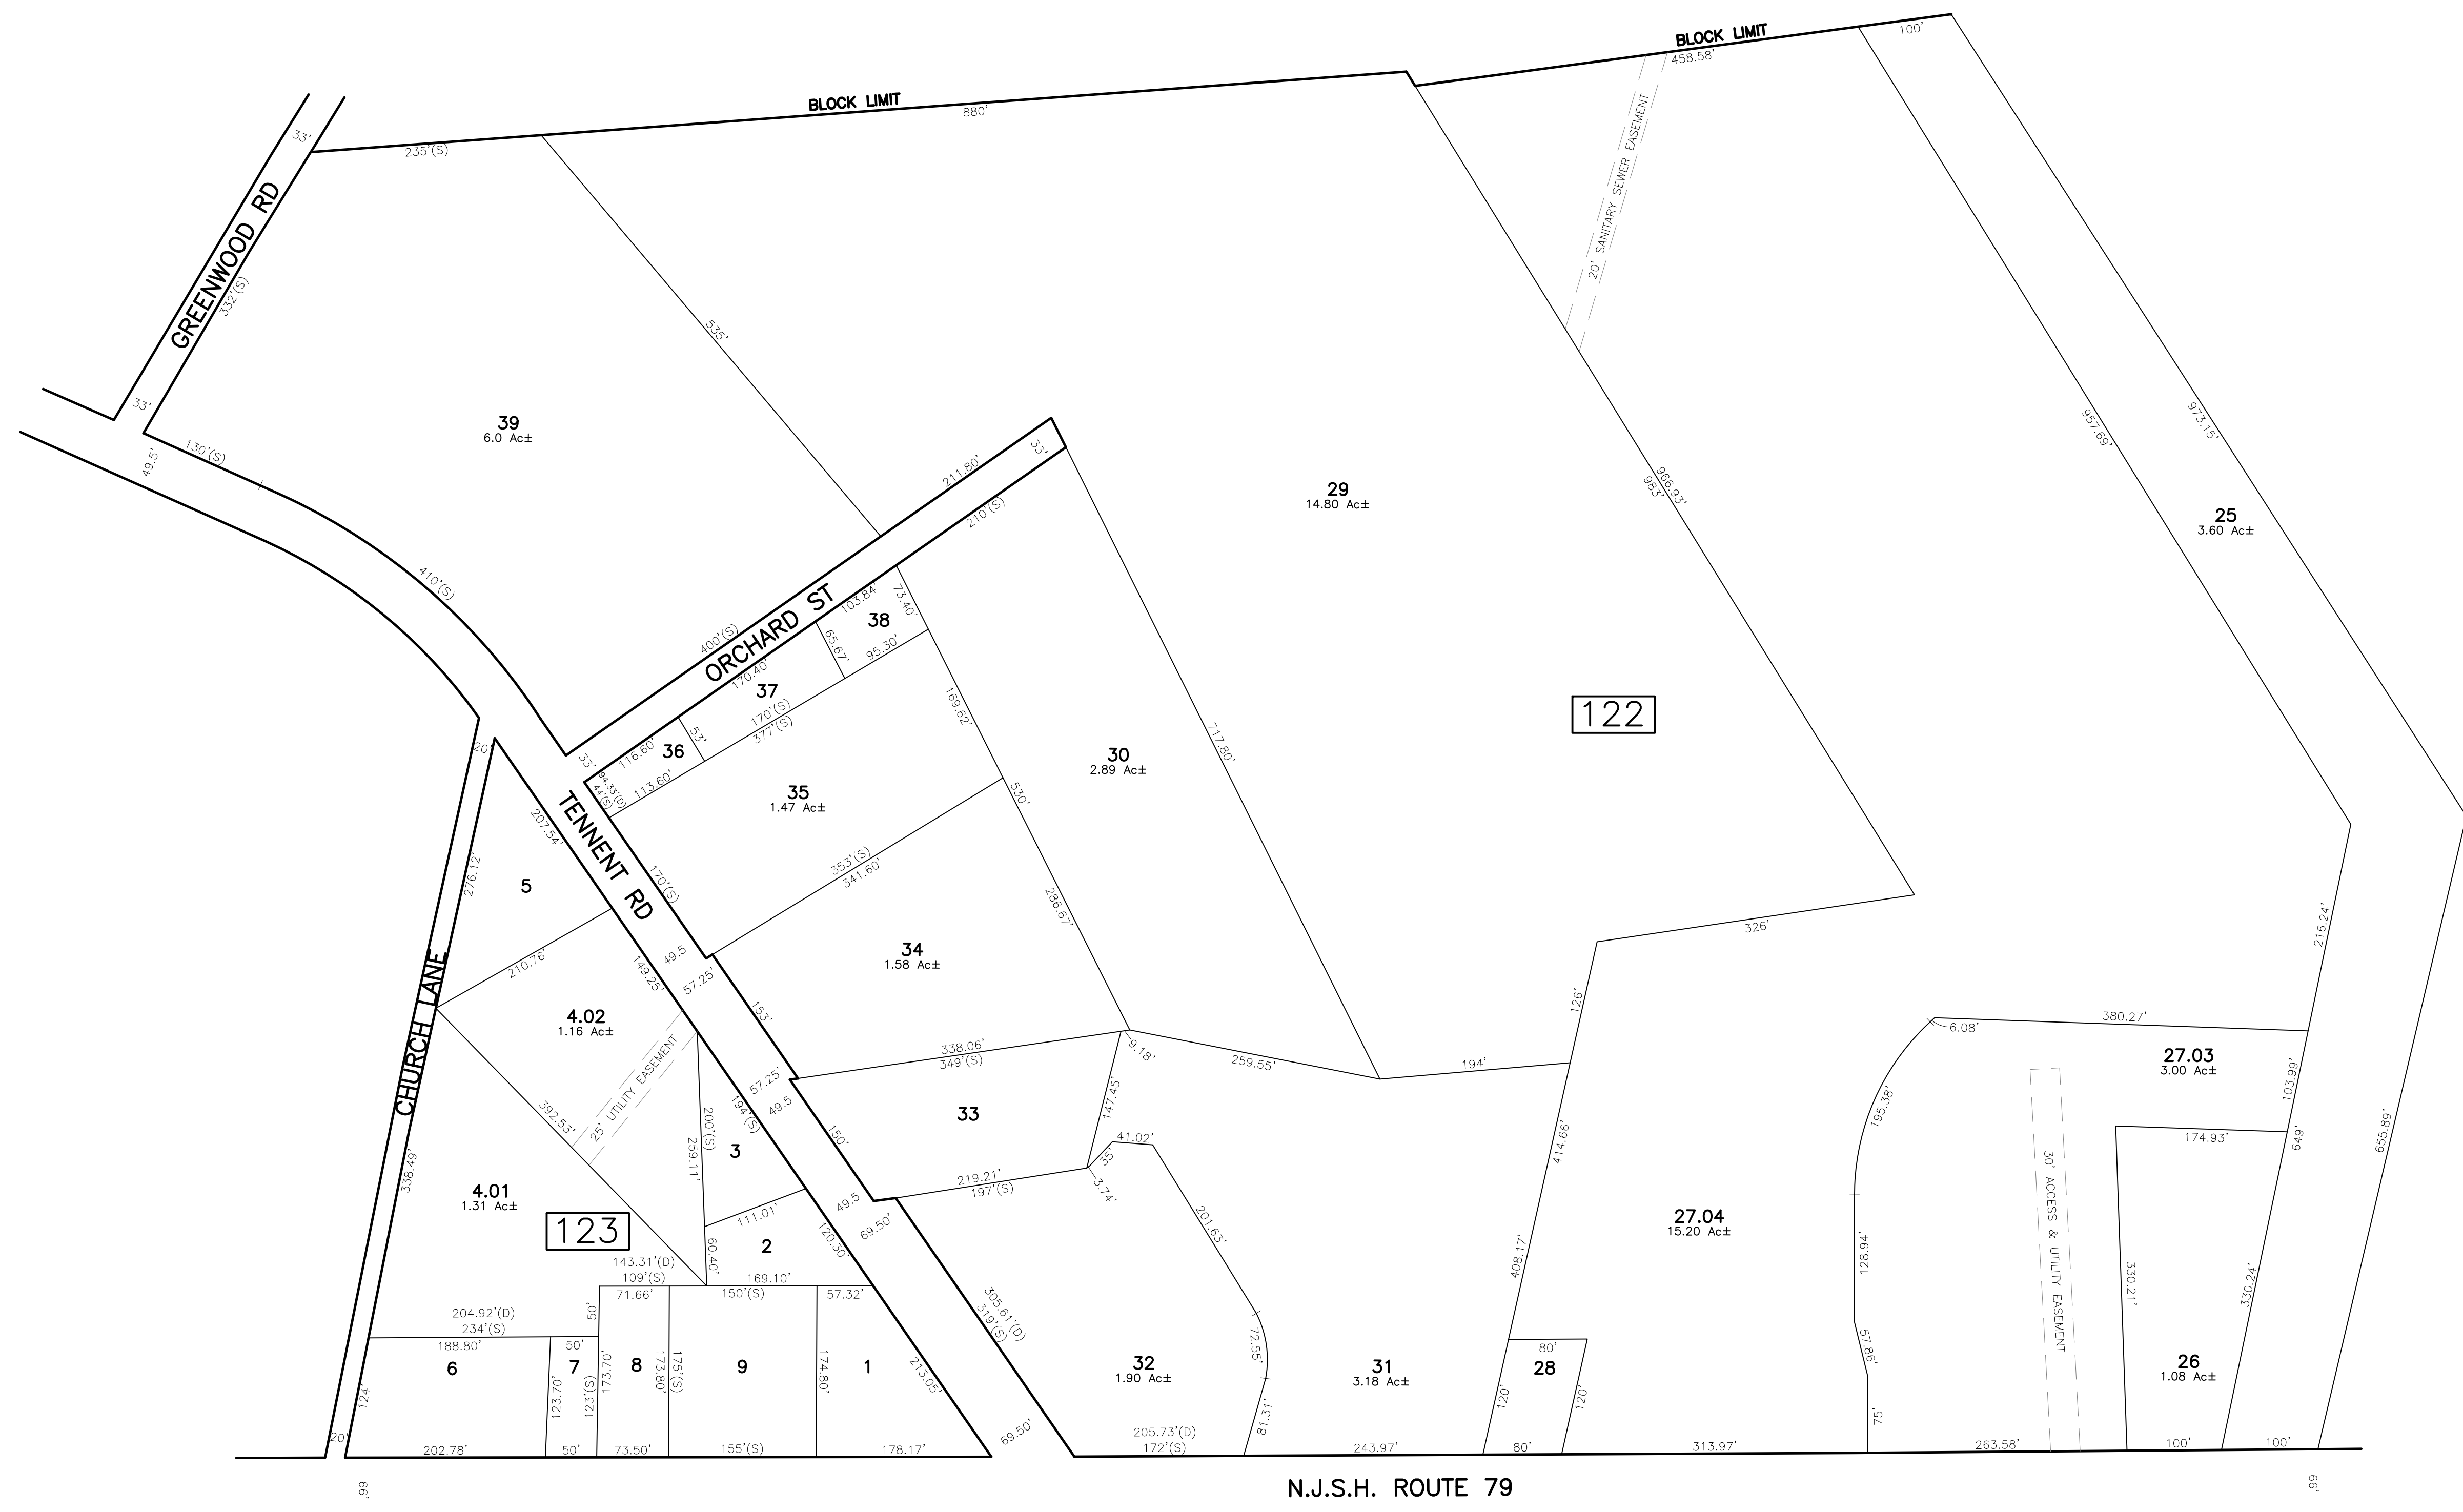 BLOCK LIMIT
100'
458.58'
BLOCK LIMIT
880'
33'
235'(S)
GREENWOOD RD
332'(S)
20' SANITARY SEWER EASEMENT
535'
33'
130'(S)
49.5'
39
6.0 Ac±
410'(S)
211.80'
33'
210'(S)
29
14.80 Ac±
966.93'
983'
957.69'
973.15'
25
3.60 Ac±
400'(S)
ORCHARD ST
103.84'
73.40'
38
65.67'
95.30'
170.40'
37
170'(S)
377'(S)
53'
36
116.60'
113.60'
33'
94.33'(D)
44'(S)
20'
169.62'
717.80'
122
30
2.89 Ac±
530'
35
1.47 Ac±
TENNENT RD
207.54'
170'(S)
353'(S)
341.60'
276.12'
5
210.76'
286.67'
326'
216.24'
34
1.58 Ac±
49.5
57.25'
149.25'
153'
126'
CHURCH LANE
4.02
1.16 Ac±
25' UTILITY EASEMENT
392.53'
338.06'
349'(S)
9.18'
259.55'
194'
6.08'
380.27'
27.03
3.00 Ac±
103.99'
57.25'
49.5
194'(S)
200'(S)
259.11'
3
33
147.45'
150'
41.02'
35'
3.74'
195.38'
414.66'
174.93'
649'
655.89'
338.49'
4.01
1.31 Ac±
123
111.01'
2
60.40'
120.30'
49.5
69.50'
219.21'
197'(S)
201.63'
27.04
15.20 Ac±
30' ACCESS & UTILITY EASEMENT
408.17'
128.94'
330.21'
330.24'
143.31'(D)
109'(S)
71.66'
169.10'
150'(S)
57.32'
50'
204.92'(D)
234'(S)
188.80'
50'
305.61'(D)
319'(S)
72.55'
57.86'
6
7
8
9
1
124'
123.70'
123'(S)
173.70'
173.80'
175'(S)
174.80'
213.05'
32
1.90 Ac±
31
3.18 Ac±
80'
28
120'
120'
26
1.08 Ac±
81.31'
75'
69.50'
205.73'(D)
172'(S)
20'
202.78'
50'
73.50'
155'(S)
178.17'
243.97'
80'
313.97'
263.58'
100'
100'
66'
N.J.S.H. ROUTE 79
66'